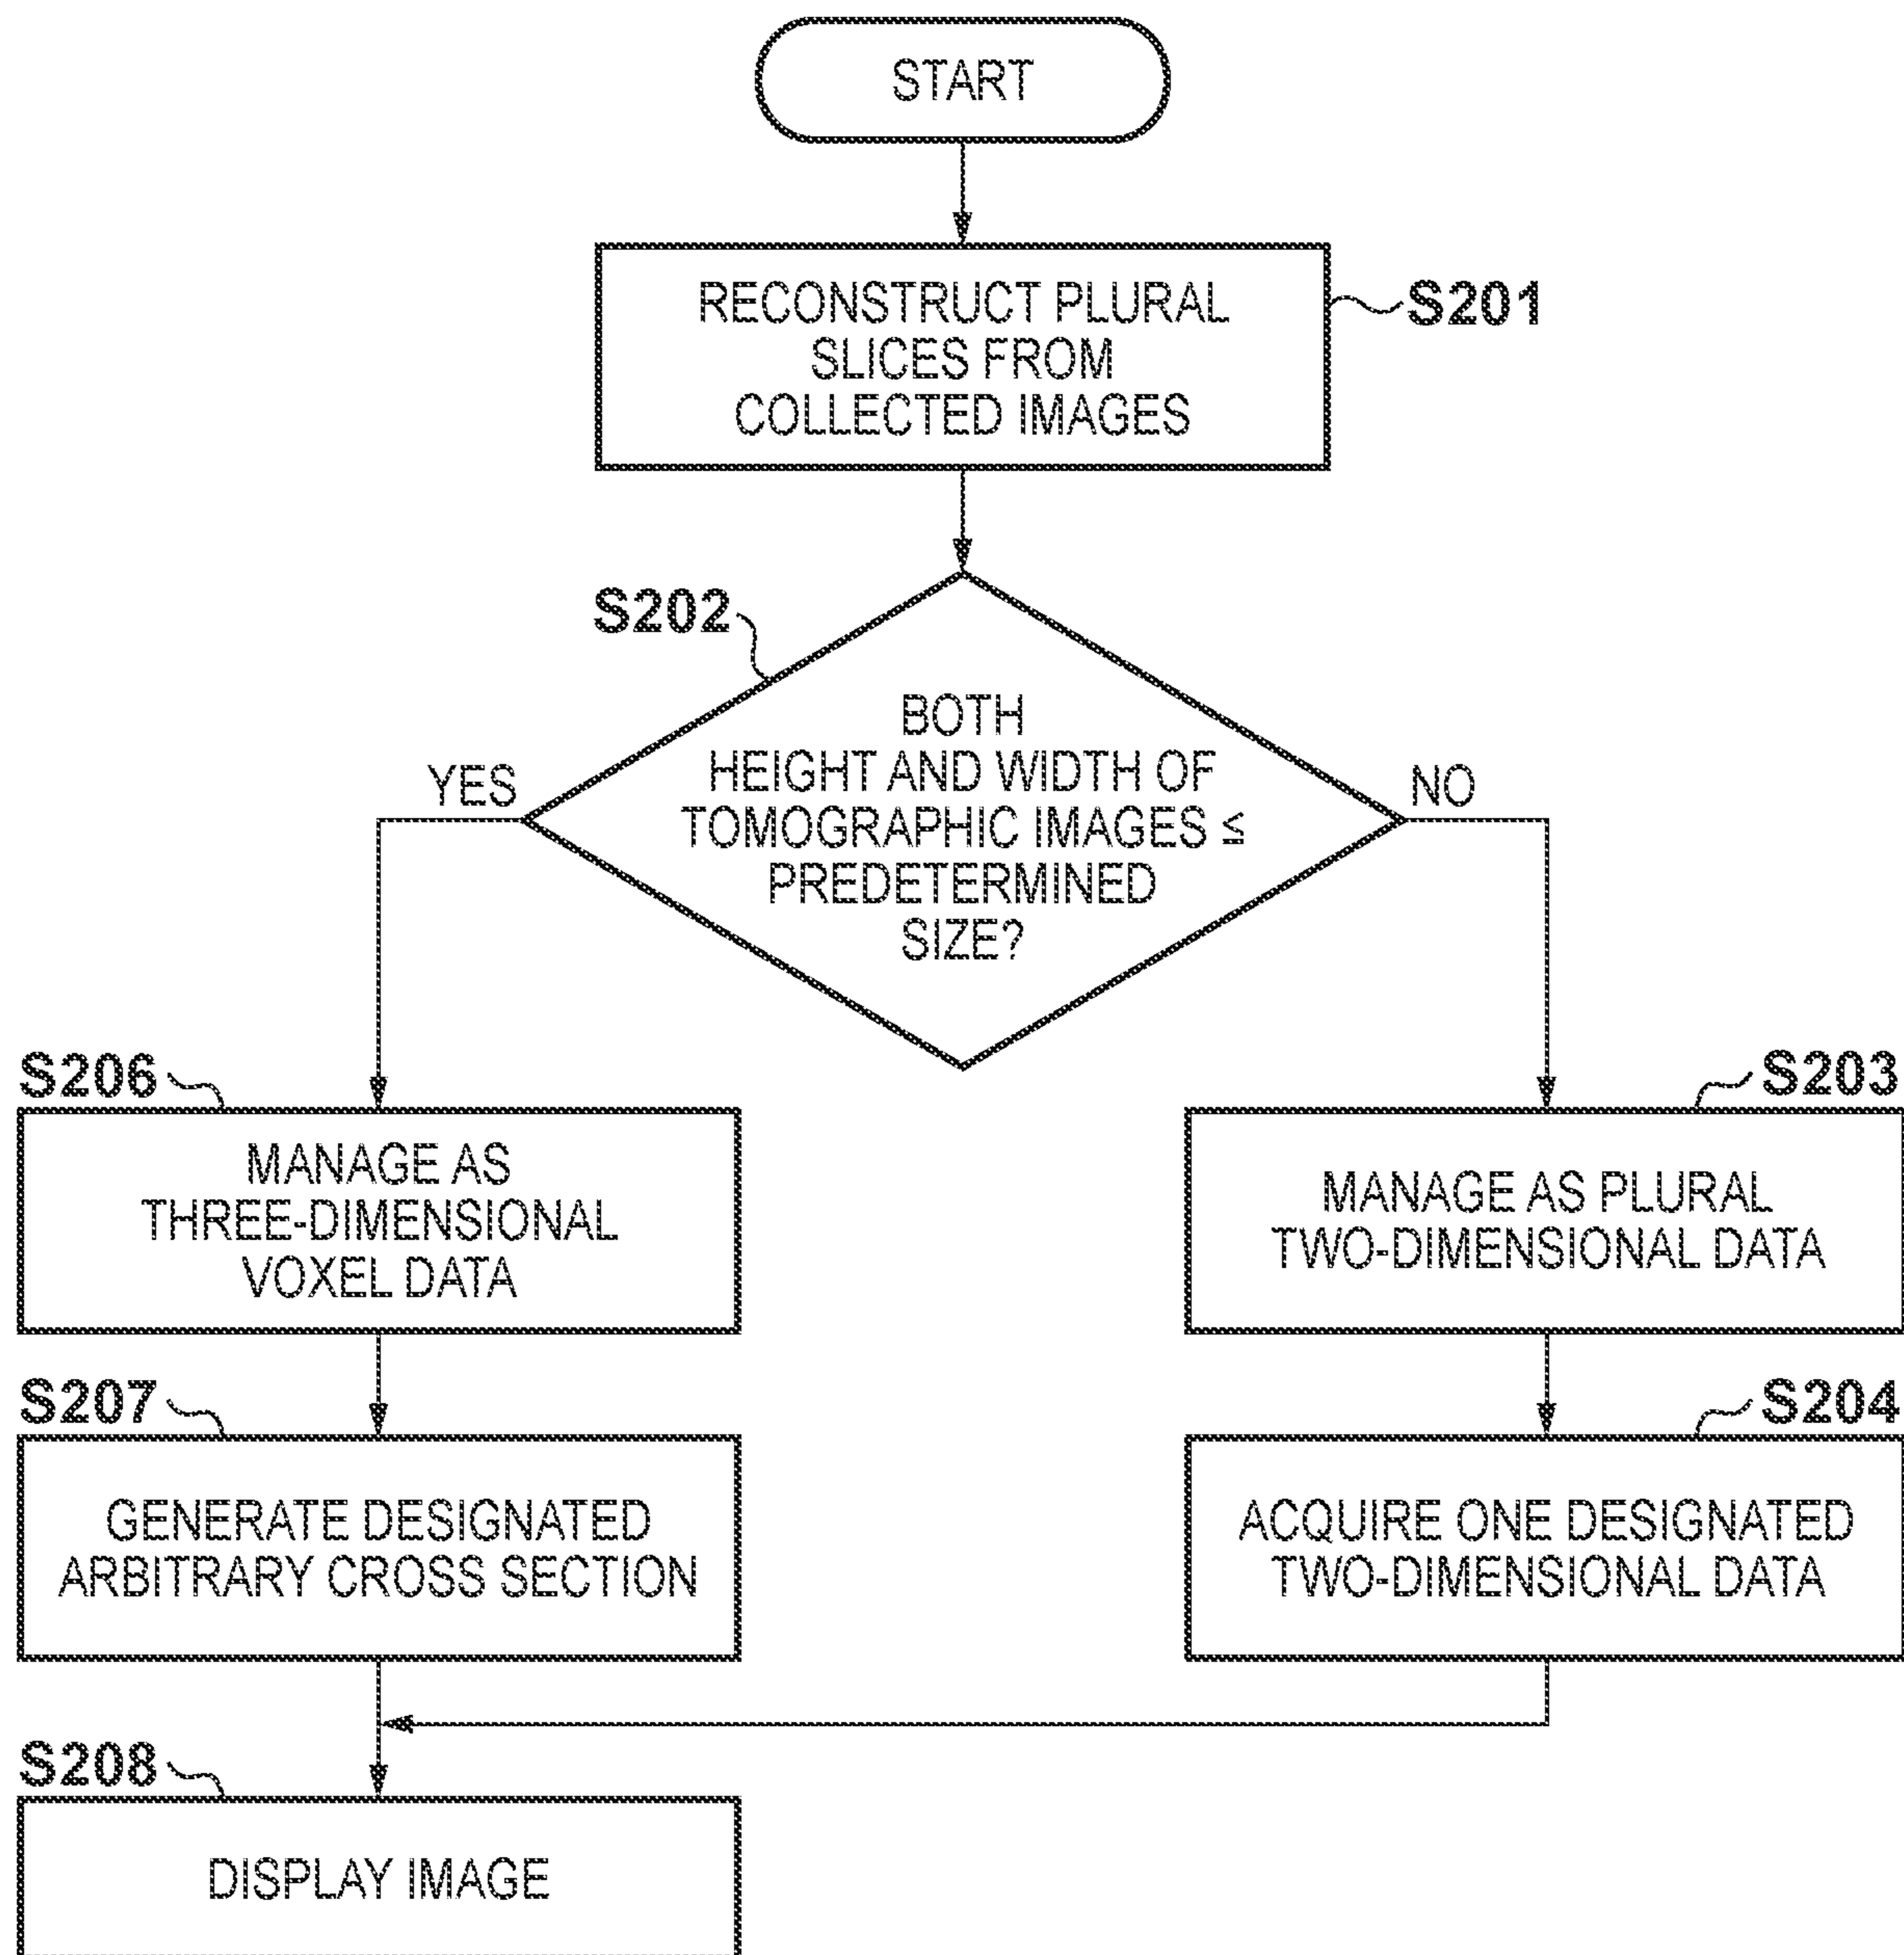 START
RECONSTRUCT PLURAL
SLICES FROM
COLLECTED IMAGES
S201
S202
BOTH
HEIGHT AND WIDTH OF
TOMOGRAPHIC IMAGES ≤
PREDETERMINED
SIZE?
YES
NO
S206
MANAGE AS
THREE-DIMENSIONAL
VOXEL DATA
S203
MANAGE AS PLURAL
TWO-DIMENSIONAL DATA
S207
GENERATE DESIGNATED
ARBITRARY CROSS SECTION
S204
ACQUIRE ONE DESIGNATED
TWO-DIMENSIONAL DATA
S208
DISPLAY IMAGE